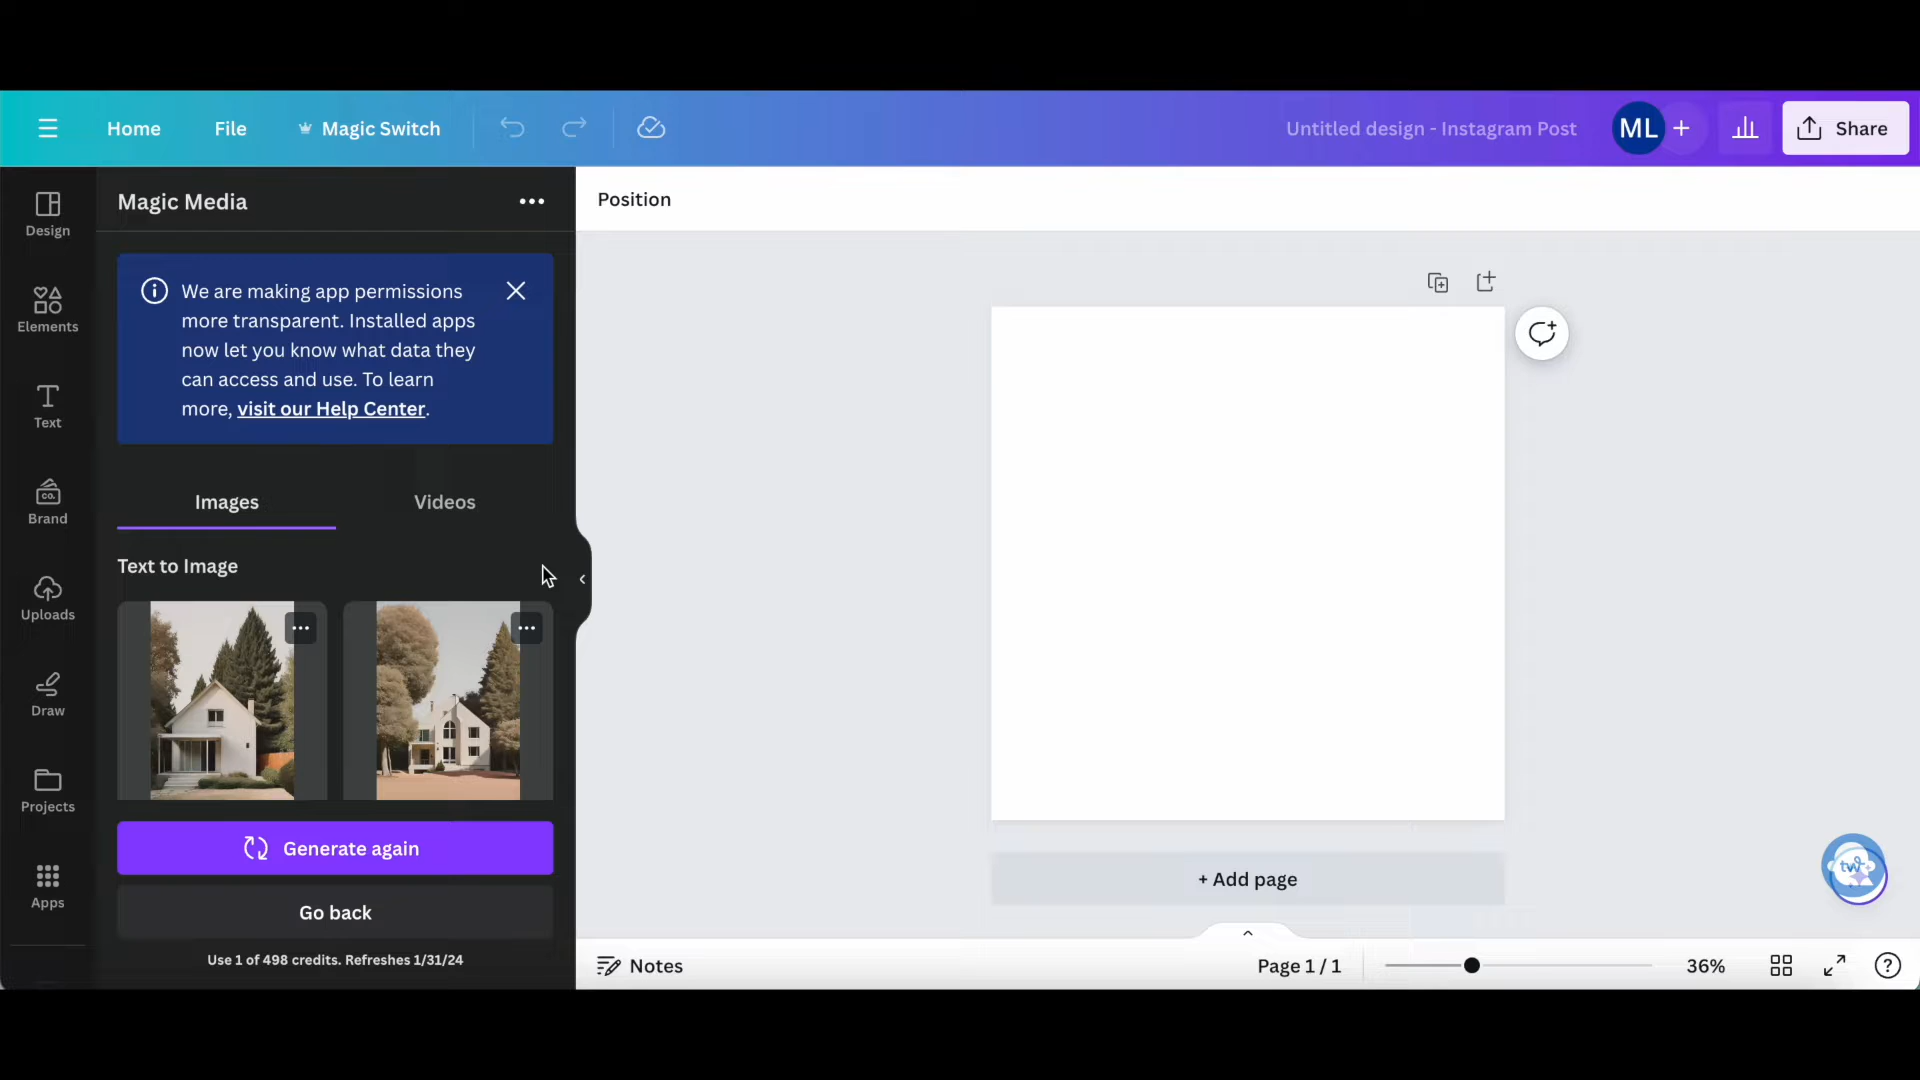 Home
File
Magic Switch
Untitled design - Instagram Post
ML
+
Share
Design
Elements
Text
CO.
Brand
Uploads
Draw
Projects
Apps
Magic Media
We are making app permissions
more transparent. Installed apps
now let you know what data they
can access and use. To learn
more, visit our Help Center.
Images
Videos
Text to Image
Generate again
Go back
Use 1 of 498 credits. Refreshes 1/31/24
Position
+ Add page
tw
Notes
Page 1 / 1
36%
?